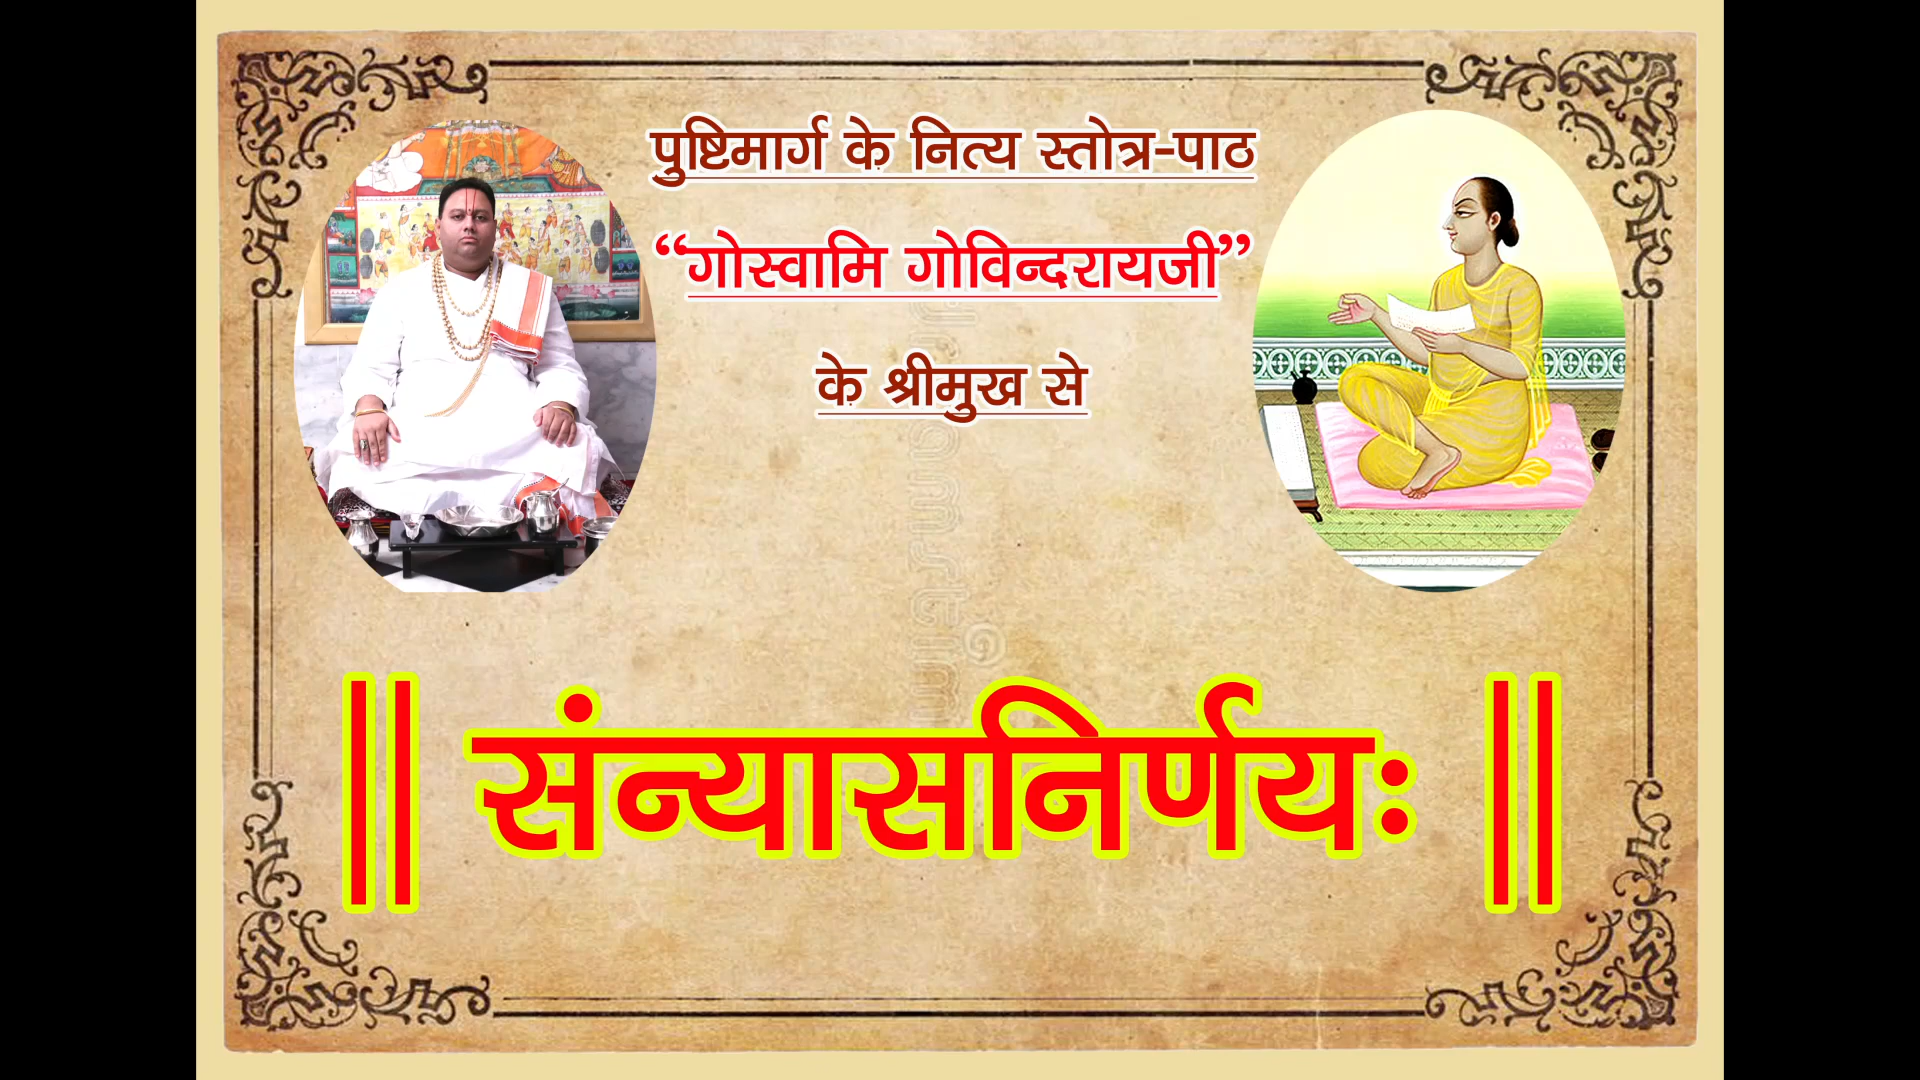 पुष्टिमार्ग के नित्य स्तोत्र-पाठ
“गोस्वामि गोविन्दरायजी”
के श्रीमुख से
|| संन्यासनिर्णयः ||